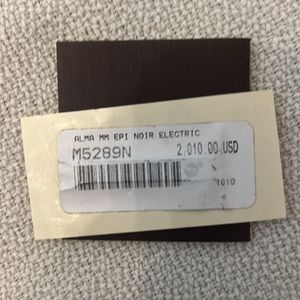 ALMA MM EPI NOIR ELECTRIC
M5289N 2,010.00 USD
1010